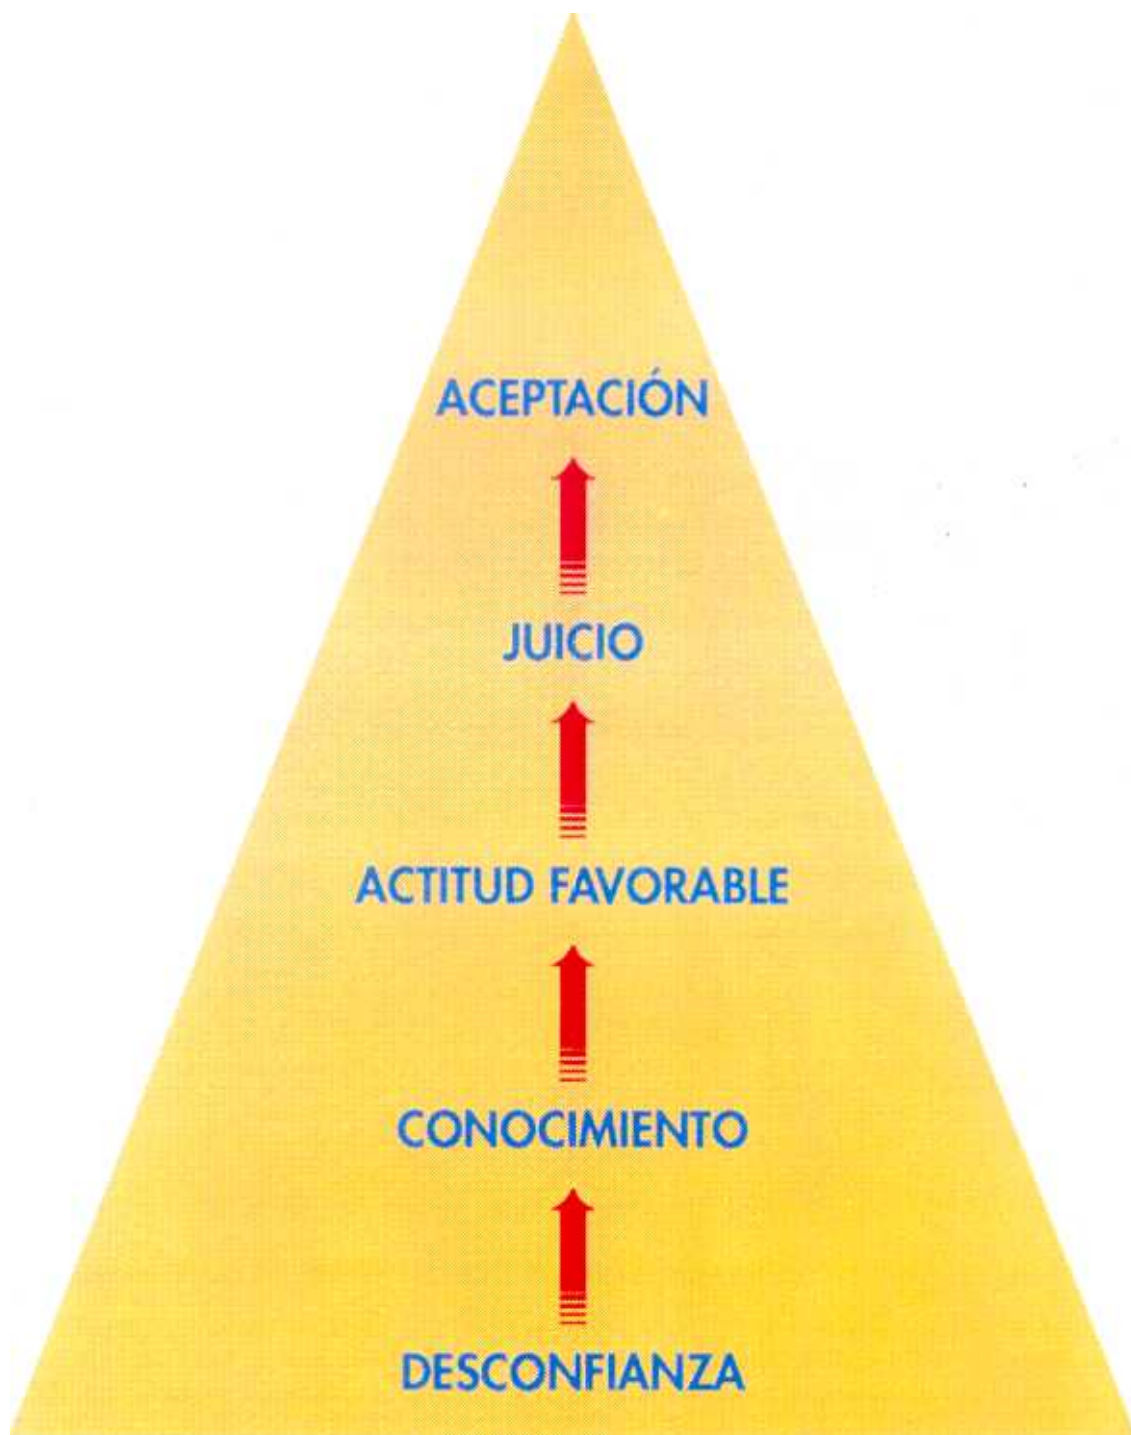 ACEPTACIÓN
JUICIO
ACTITUD FAVORABLE
CONOCIMIENTO
DESCONFIANZA